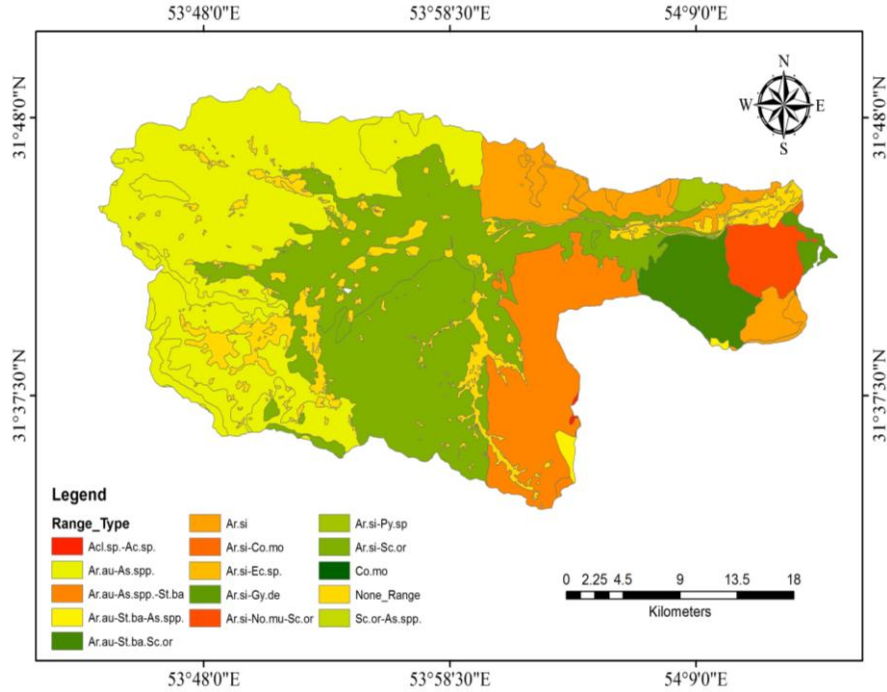 53°48'0"E 53°58'30"E 54°9'0"E
N
W E
S
31°48'0"N 31°48'0"N
31°37'30"N 31°37'30"N
Legend
Range_Type
Acl.sp.-Ac.sp.
Ar.au-As.spp.
Ar.au-As.spp.-St.ba
Ar.au-St.ba-As.spp.
Ar.au-St.ba.Sc.or
Ar.si
Ar.si-Co.mo
Ar.si-Ec.sp.
Ar.si-Gy.de
Ar.si-No.mu-Sc.or
Ar.si-Py.sp
Ar.si-Sc.or
Co.mo
None_Range
Sc.or-As.spp.
0 2.25 4.5 9 13.5 18
Kilometers
53°48'0"E 53°58'30"E 54°9'0"E